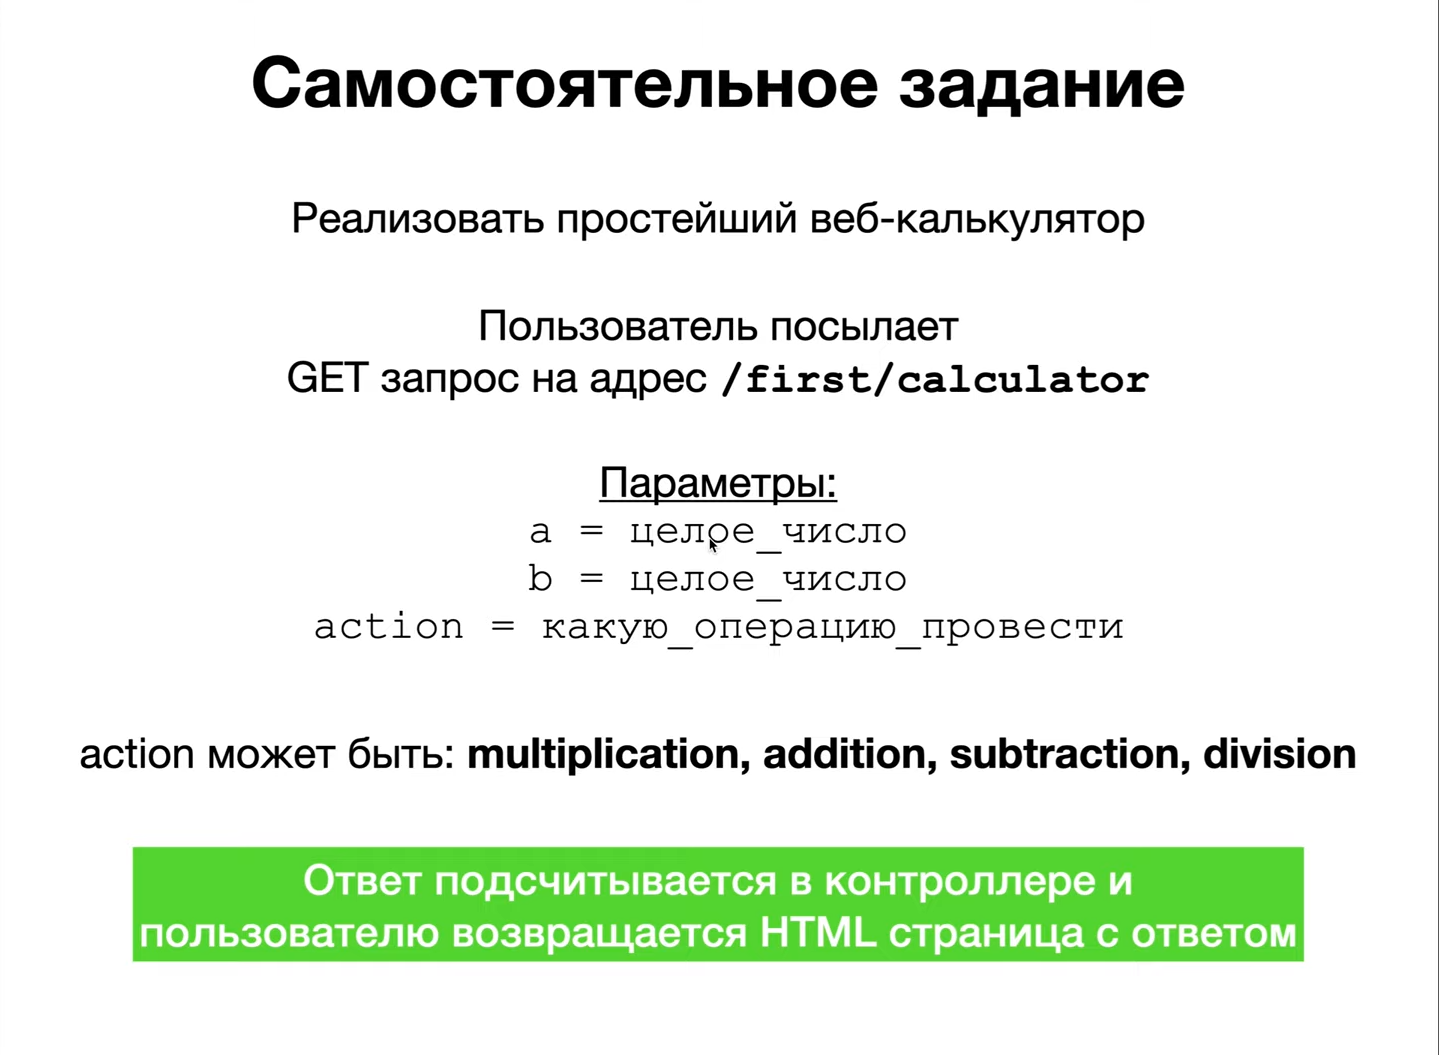 Самостоятельное задание
Реализовать простейший веб-калькулятор
Пользователь посылает
GET запрос на адрес /first/calculator
Параметры:
a = целое_число
b = целое_число
action = какую_операцию_провести
action может быть: multiplication, addition, subtraction, division
Ответ подсчитывается в контроллере и
пользователю возвращается HTML страница с ответом